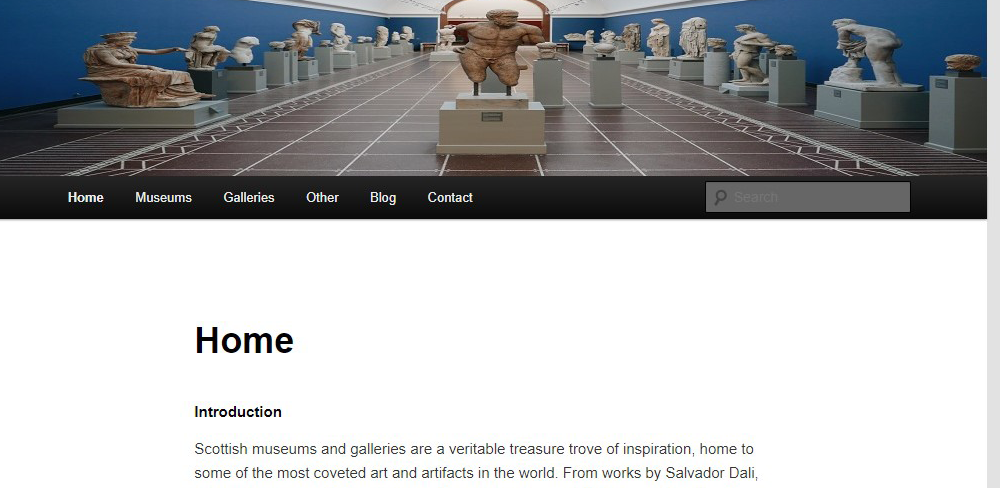 Home Museums Galleries Other Blog Contact Search
Home
Introduction
Scottish museums and galleries are a veritable treasure trove of inspiration, home to
some of the most coveted art and artifacts in the world. From works by Salvador Dali,